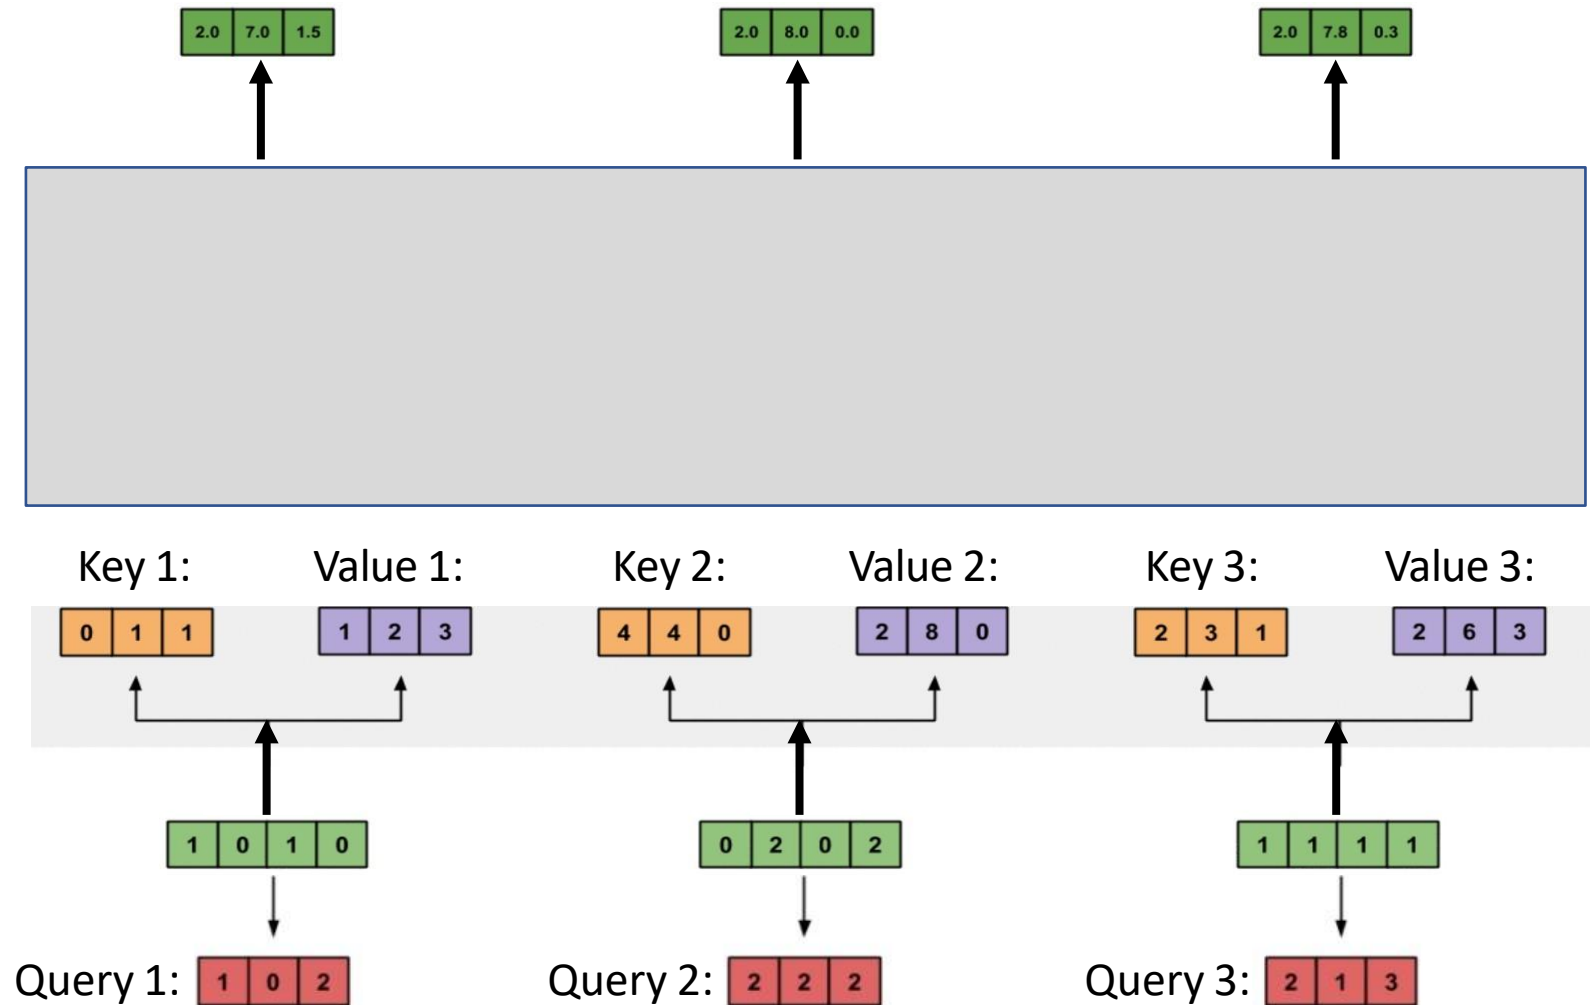 2.0 7.0 1.5 2.0 8.0 0.0 2.0 7.8 0.3
Key 1: Value 1: Key 2: Value 2: Key 3: Value 3:
0 1 1 1 2 3 4 4 0 2 8 0 2 3 1 2 6 3
1 0 1 0 0 2 0 2 1 1 1 1
Query 1: 1 0 2 Query 2: 2 2 2 Query 3: 2 1 3